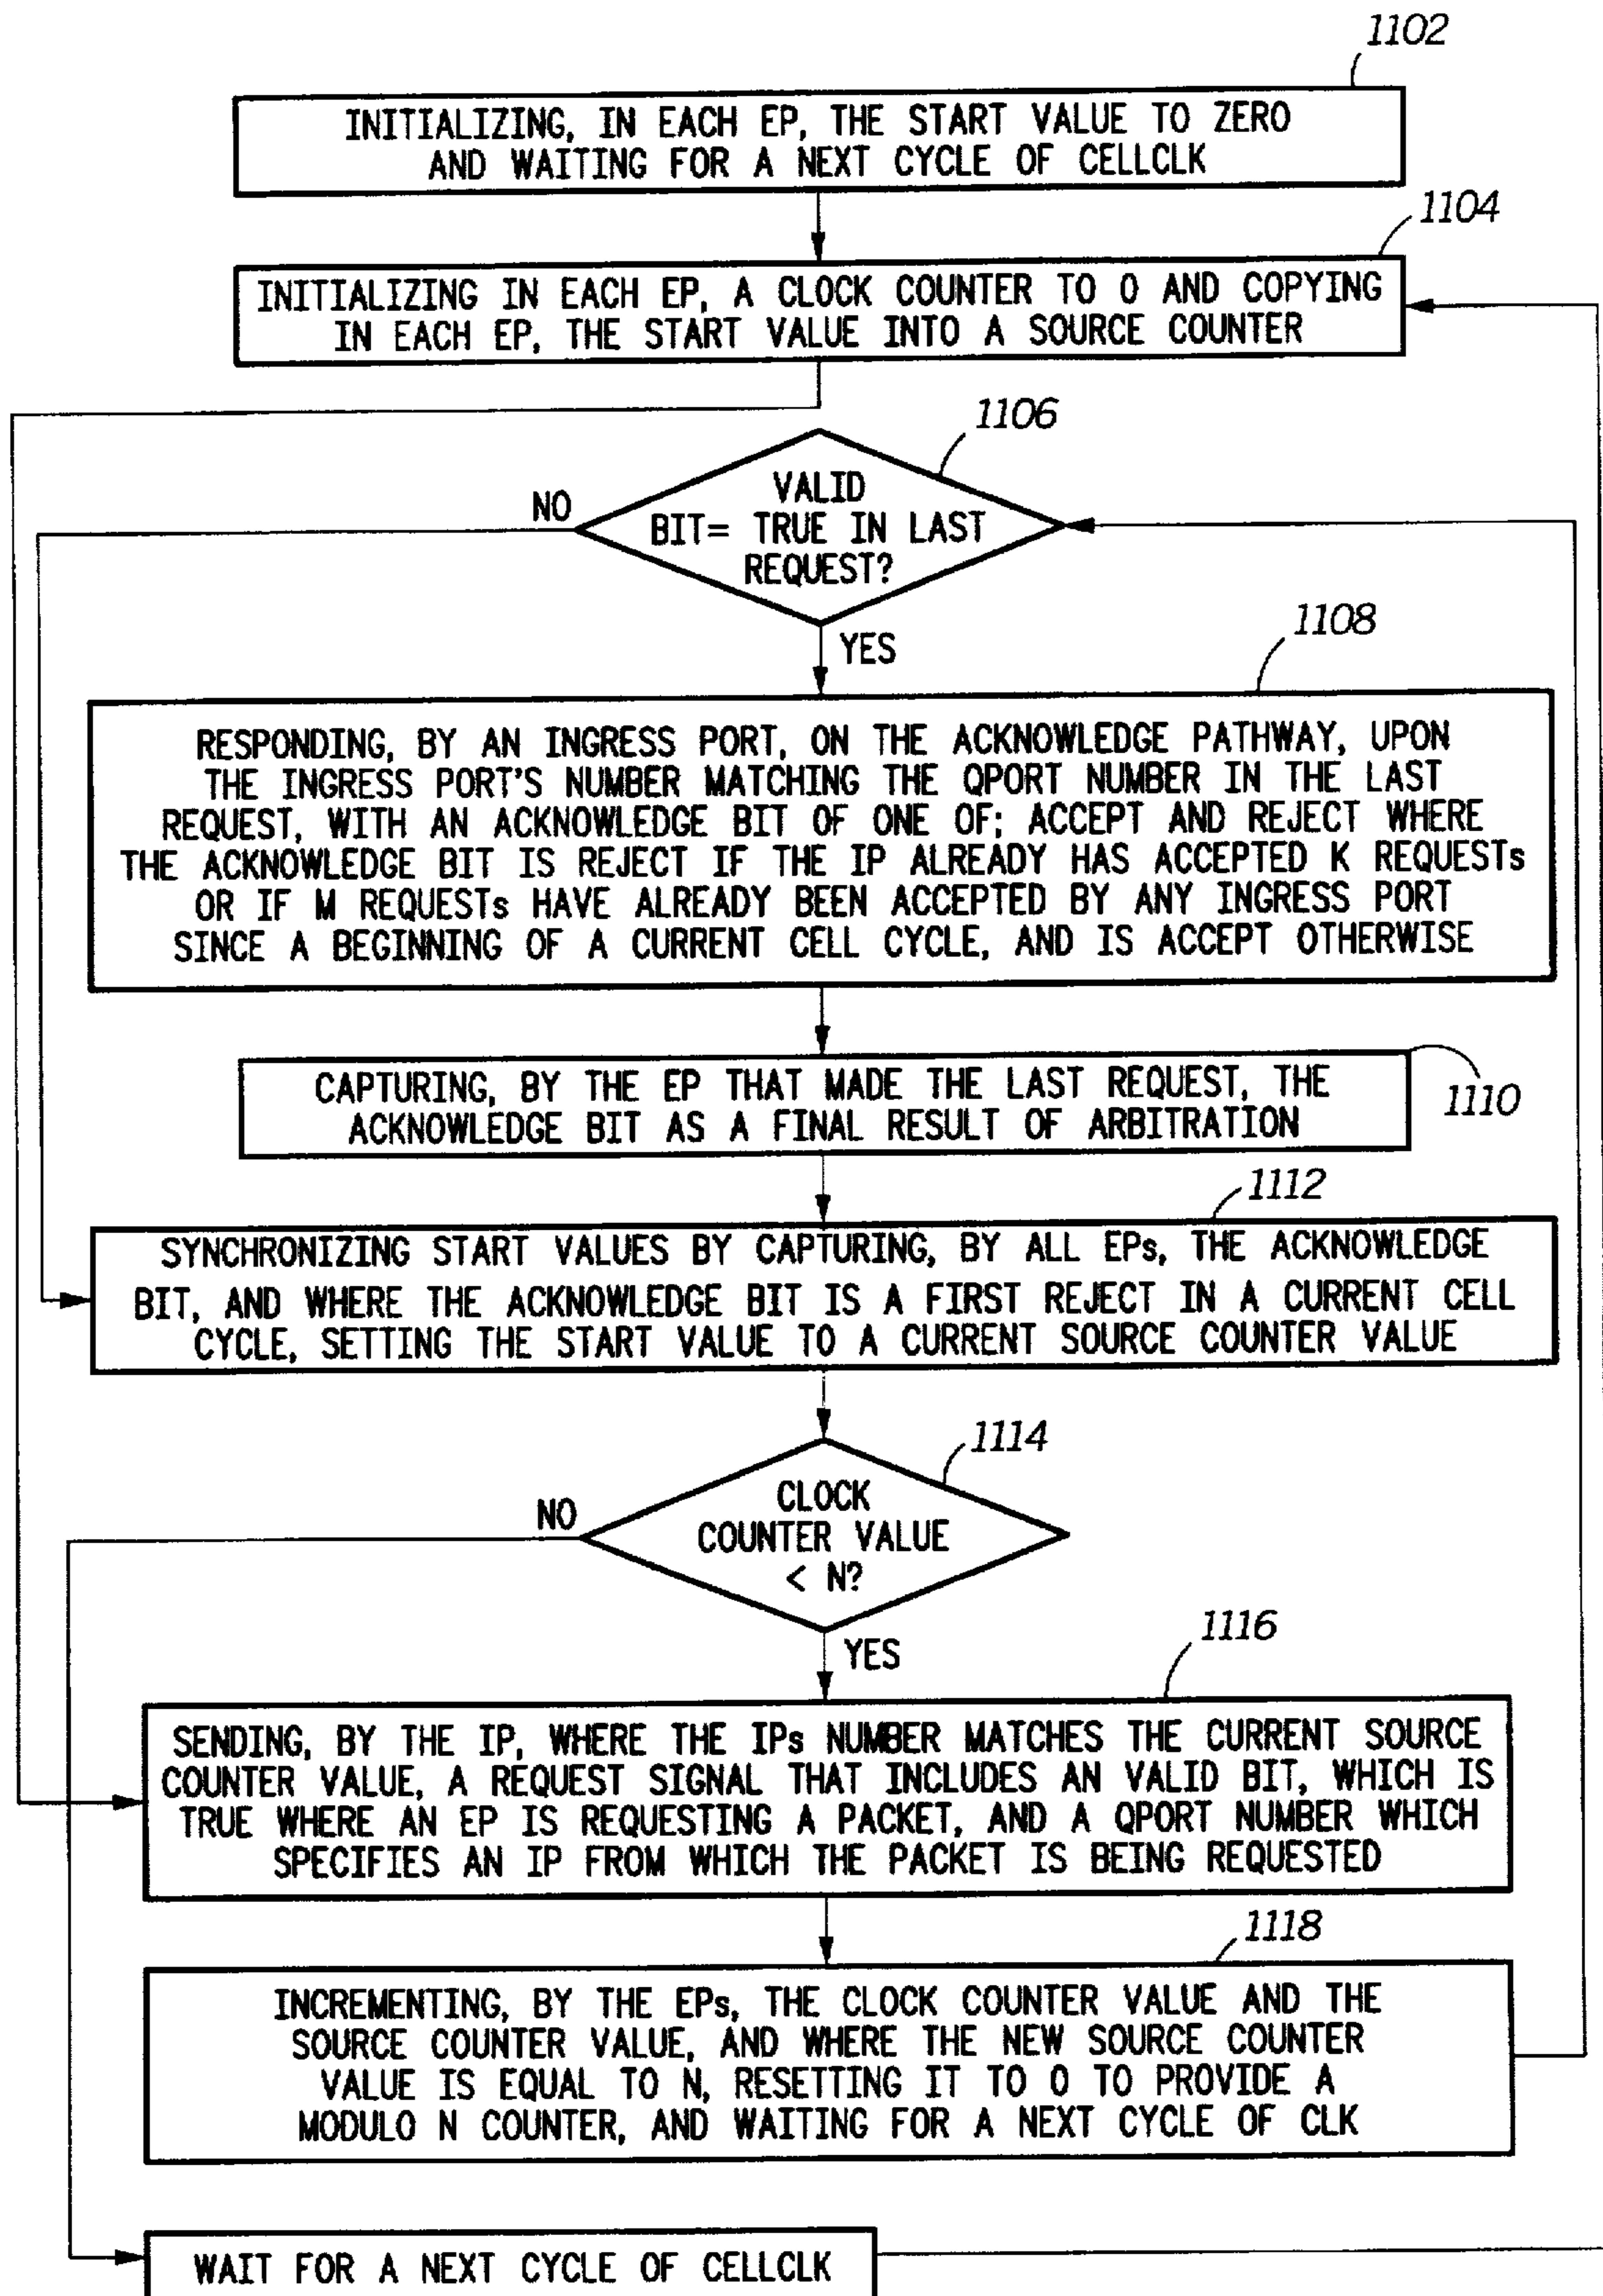 1102
INITIALIZING, IN EACH EP, THE START VALUE TO ZERO
AND WAITING FOR A NEXT CYCLE OF CELLCLK
1104
INITIALIZING IN EACH EP, A CLOCK COUNTER TO 0 AND COPYING
IN EACH EP, THE START VALUE INTO A SOURCE COUNTER
1106
VALID
BIT= TRUE IN LAST
REQUEST?
NO
YES
1108
RESPONDING, BY AN INGRESS PORT, ON THE ACKNOWLEDGE PATHWAY, UPON
THE INGRESS PORT'S NUMBER MATCHING THE QPORT NUMBER IN THE LAST
REQUEST, WITH AN ACKNOWLEDGE BIT OF ONE OF; ACCEPT AND REJECT WHERE
THE ACKNOWLEDGE BIT IS REJECT IF THE IP ALREADY HAS ACCEPTED K REQUESTs
OR IF M REQUESTs HAVE ALREADY BEEN ACCEPTED BY ANY INGRESS PORT
SINCE A BEGINNING OF A CURRENT CELL CYCLE, AND IS ACCEPT OTHERWISE
CAPTURING, BY THE EP THAT MADE THE LAST REQUEST, THE
ACKNOWLEDGE BIT AS A FINAL RESULT OF ARBITRATION
1110
1112
SYNCHRONIZING START VALUES BY CAPTURING, BY ALL EPs, THE ACKNOWLEDGE
BIT, AND WHERE THE ACKNOWLEDGE BIT IS A FIRST REJECT IN A CURRENT CELL
CYCLE, SETTING THE START VALUE TO A CURRENT SOURCE COUNTER VALUE
1114
CLOCK
COUNTER VALUE
< N?
NO
YES
1116
SENDING, BY THE IP, WHERE THE IPs NUMBER MATCHES THE CURRENT SOURCE
COUNTER VALUE, A REQUEST SIGNAL THAT INCLUDES AN VALID BIT, WHICH IS
TRUE WHERE AN EP IS REQUESTING A PACKET, AND A QPORT NUMBER WHICH
SPECIFIES AN IP FROM WHICH THE PACKET IS BEING REQUESTED
1118
INCREMENTING, BY THE EPs, THE CLOCK COUNTER VALUE AND THE
SOURCE COUNTER VALUE, AND WHERE THE NEW SOURCE COUNTER
VALUE IS EQUAL TO N, RESETTING IT TO 0 TO PROVIDE A
MODULO N COUNTER, AND WAITING FOR A NEXT CYCLE OF CLK
WAIT FOR A NEXT CYCLE OF CELLCLK